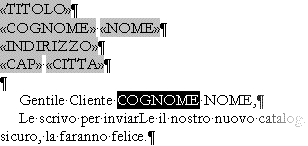 «TITOLO»¶
«COGNOME»·«NOME»¶
«INDIRIZZO»¶
«CAP»·«CITTA»¶
¶
Gentile·Cliente·COGNOME·NOME,¶
Le·scrivo·per·inviarLe·il·nostro·nuovo·catalog.
sicuro,·la·faranno·felice.¶